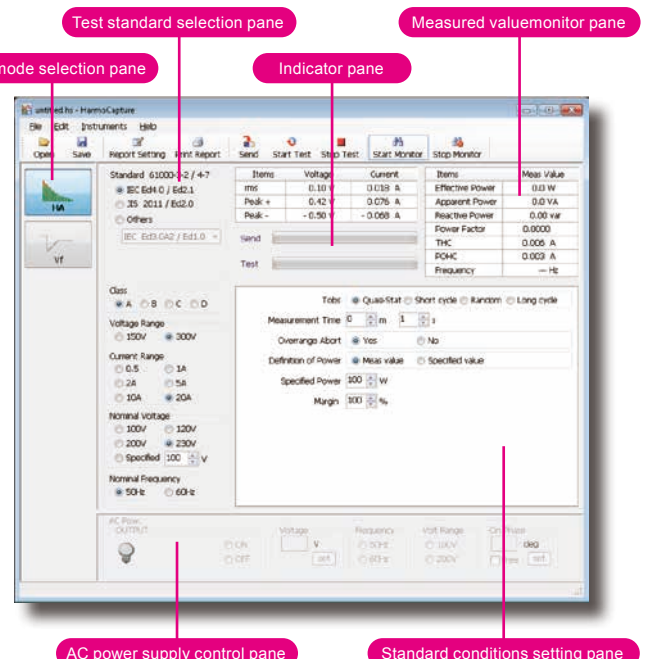 Test standard selection pane
Measured valuemonitor pane
mode selection pane
Indicator pane
untitled.hs - HarmoCapture
File Edit Instruments Help
Open Save Report Setting Print Report Send Start Test Stop Test Start Monitor Stop Monitor
HA
Vf
Standard 61000-3-2 / 4-7
IEC Ed4.0 / Ed2.1
JIS 2011 / Ed2.0
Others
IEC Ed3.0A2 / Ed1.0
Items Voltage Current
rms 0.10 V 0.018 A
Peak + 0.42 V 0.076 A
Peak - - 0.50 V - 0.068 A
Send
Test
Items Meas Value
Effective Power 0.0 W
Apparent Power 0.0 VA
Reactive Power 0.00 var
Power Factor 0.0000
THC 0.006 A
POHC 0.003 A
Frequency --- Hz
Class
A B C D
Voltage Range
150V 300V
Current Range
0.5 1A
2A 5A
10A 20A
Nominal Voltage
100V 120V
200V 230V
Specified 100 V
Nominal Frequency
50Hz 60Hz
Tobs Quasi-Stat Short cycle Random Long cycle
Measurement Time 0 m 1 s
Overrange Abort Yes No
Definition of Power Meas value Specified value
Specified Power 100 W
Margin 100 %
AC Power
OUTPUT
ON
OFF
Voltage
V
set
Frequency
50Hz
60Hz
Volt Range
100V
200V
On Phase
deg
Free set
AC power supply control pane
Standard conditions setting pane